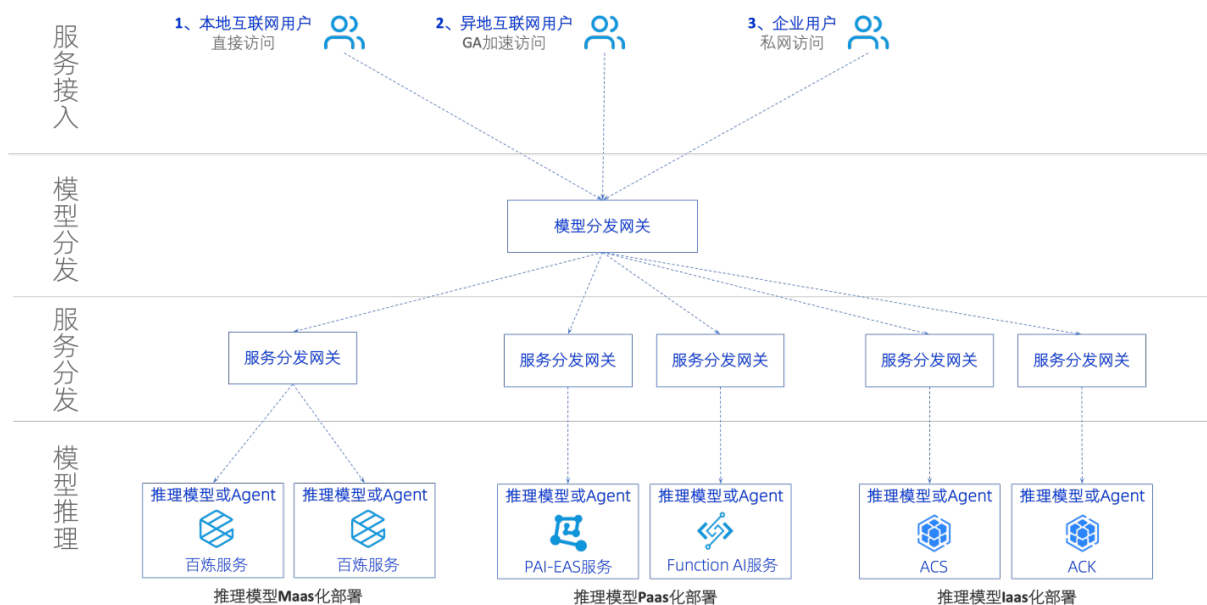 服务接入
1、本地互联网用户
直接访问
2、异地互联网用户
GA加速访问
3、企业用户
私网访问
模型分发
模型分发网关
服务分发
服务分发网关
服务分发网关
服务分发网关
服务分发网关
服务分发网关
模型推理
推理模型或Agent
百炼服务
推理模型或Agent
百炼服务
推理模型或Agent
PAI-EAS服务
推理模型或Agent
Function AI服务
推理模型或Agent
ACS
推理模型或Agent
ACK
推理模型Maas化部署
推理模型Paas化部署
推理模型Iaas化部署